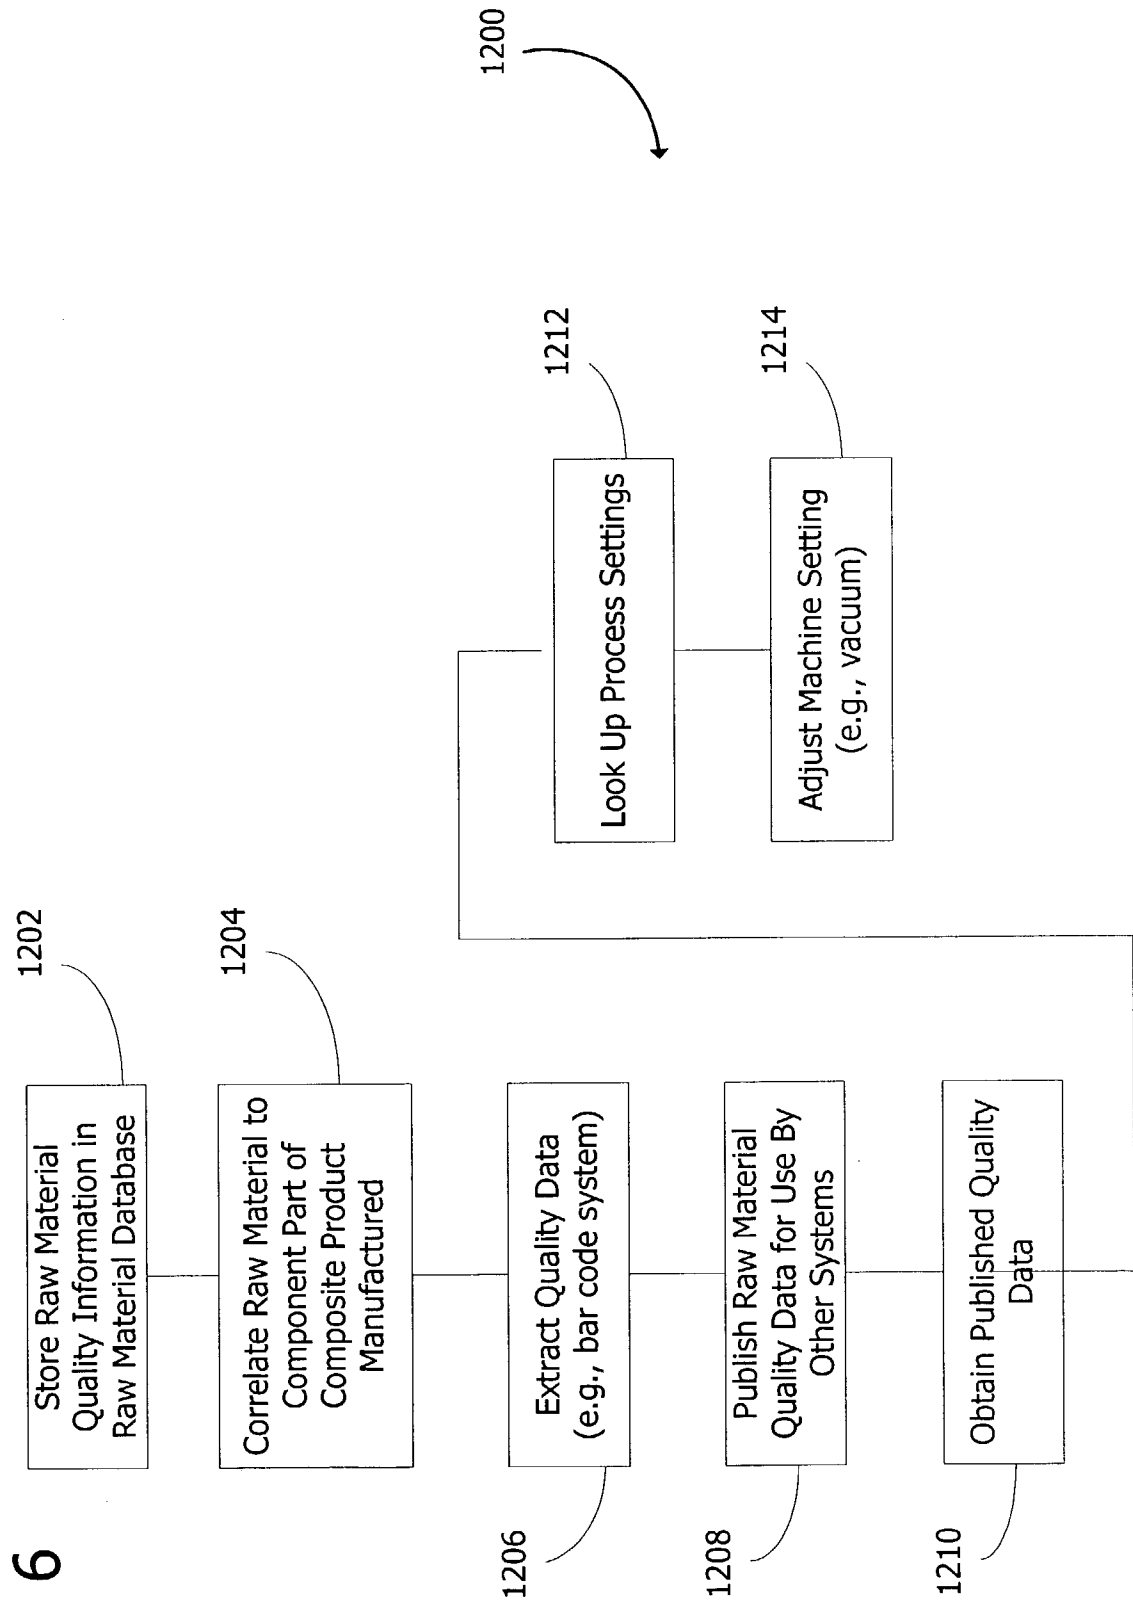 6
1200
1202
Store Raw Material
Quality Information in
Raw Material Database
1204
Correlate Raw Material to
Component Part of
Composite Product
Manufactured
1206
Extract Quality Data
(e.g., bar code system)
1208
Publish Raw Material
Quality Data for Use By
Other Systems
1210
Obtain Published Quality
Data
1212
Look Up Process Settings
1214
Adjust Machine Setting
(e.g., vacuum)